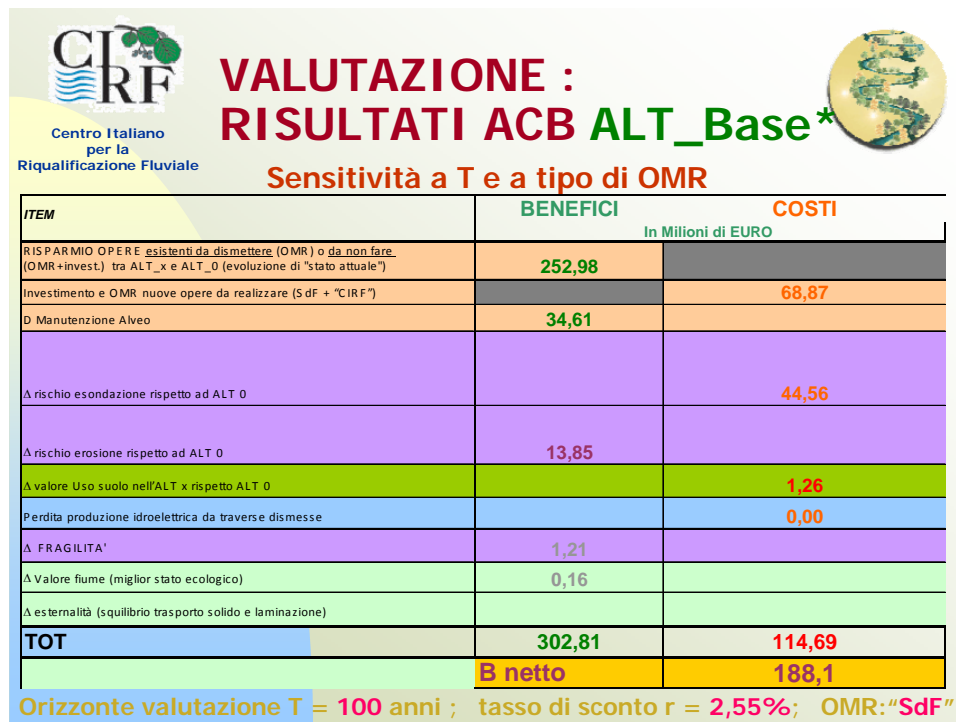 CIRF
Centro Italiano
per la
Riqualificazione Fluviale
VALUTAZIONE :
RISULTATI ACB ALT_Base*
Sensitività a T e a tipo di OMR
ITEM BENEFICI COSTI
In Milioni di EURO
RISPARMIO OPERE esistenti da dismettere (OMR) o da non fare
(OMR+invest.) tra ALT_x e ALT_0 (evoluzione di "stato attuale") 252,98
Investimento e OMR nuove opere da realizzare (SdF + “CIRF”) 68,87
D Manutenzione Alveo 34,61
Δ rischio esondazione rispetto ad ALT 0 44,56
Δ rischio erosione rispetto ad ALT 0 13,85
Δ valore Uso suolo nell’ALT x rispetto ALT 0 1,26
Perdita produzione idroelettrica da traverse dismesse 0,00
Δ FRAGILITA' 1,21
Δ Valore fiume (miglior stato ecologico) 0,16
Δ esternalità (squilibrio trasporto solido e laminazione)
TOT 302,81 114,69
B netto 188,1
Orizzonte valutazione T = 100 anni ; tasso di sconto r = 2,55%; OMR:“SdF”